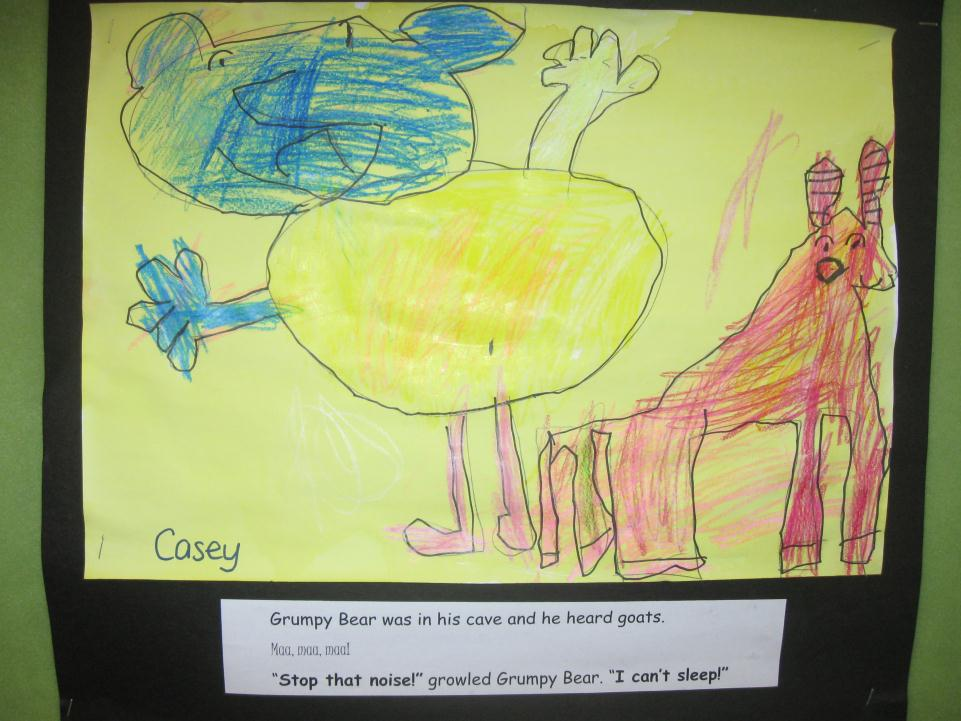 Casey
Grumpy Bear was in his cave and he heard goats.
Maa, maa, maa!
“Stop that noise!” growled Grumpy Bear. “I can't sleep!”